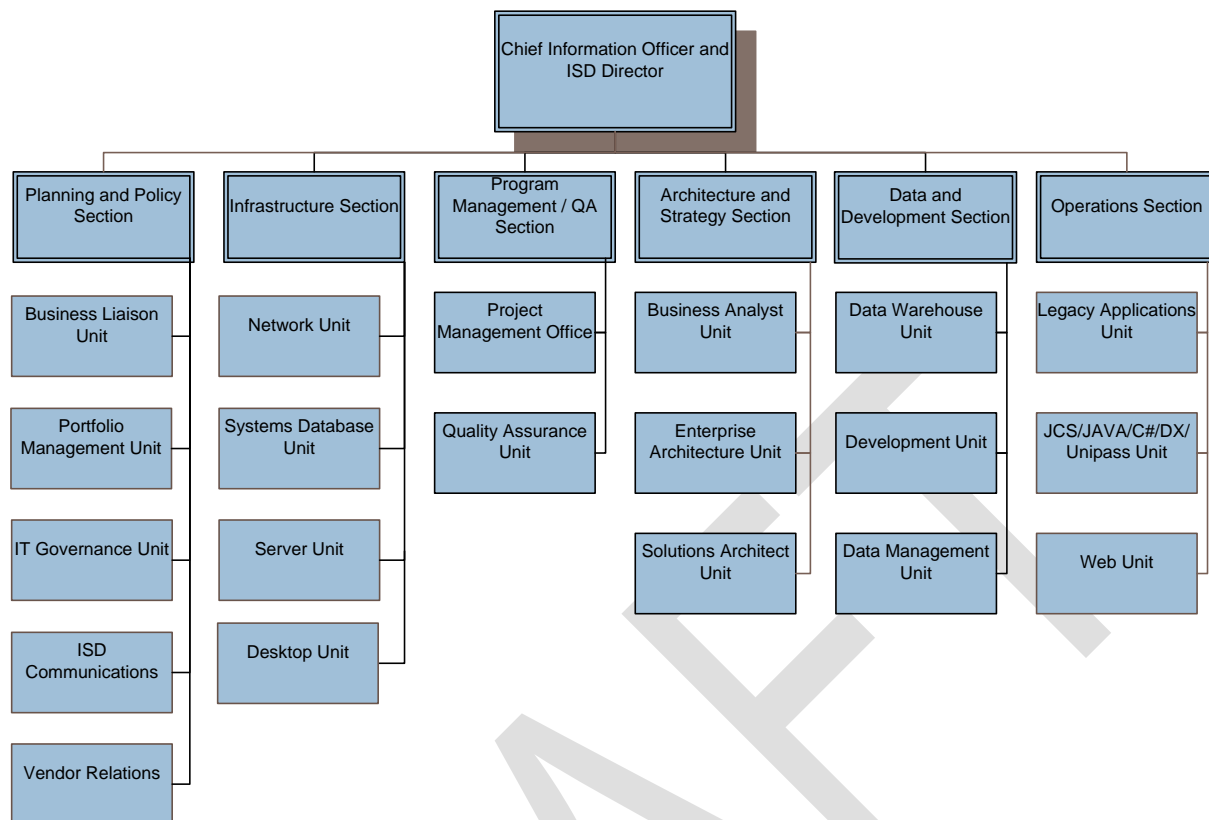 Chief Information Officer and
ISD Director
Planning and Policy
Section
Infrastructure Section
Program
Management / QA
Section
Architecture and
Strategy Section
Data and
Development Section
Operations Section
Business Liaison
Unit
Network Unit
Project
Management Office
Business Analyst
Unit
Data Warehouse
Unit
Legacy Applications
Unit
Portfolio
Management Unit
Systems Database
Unit
Quality Assurance
Unit
Enterprise
Architecture Unit
Development Unit
JCS/JAVA/C#/DX/
Unipass Unit
IT Governance Unit
Server Unit
Solutions Architect
Unit
Data Management
Unit
Web Unit
ISD
Communications
Desktop Unit
Vendor Relations